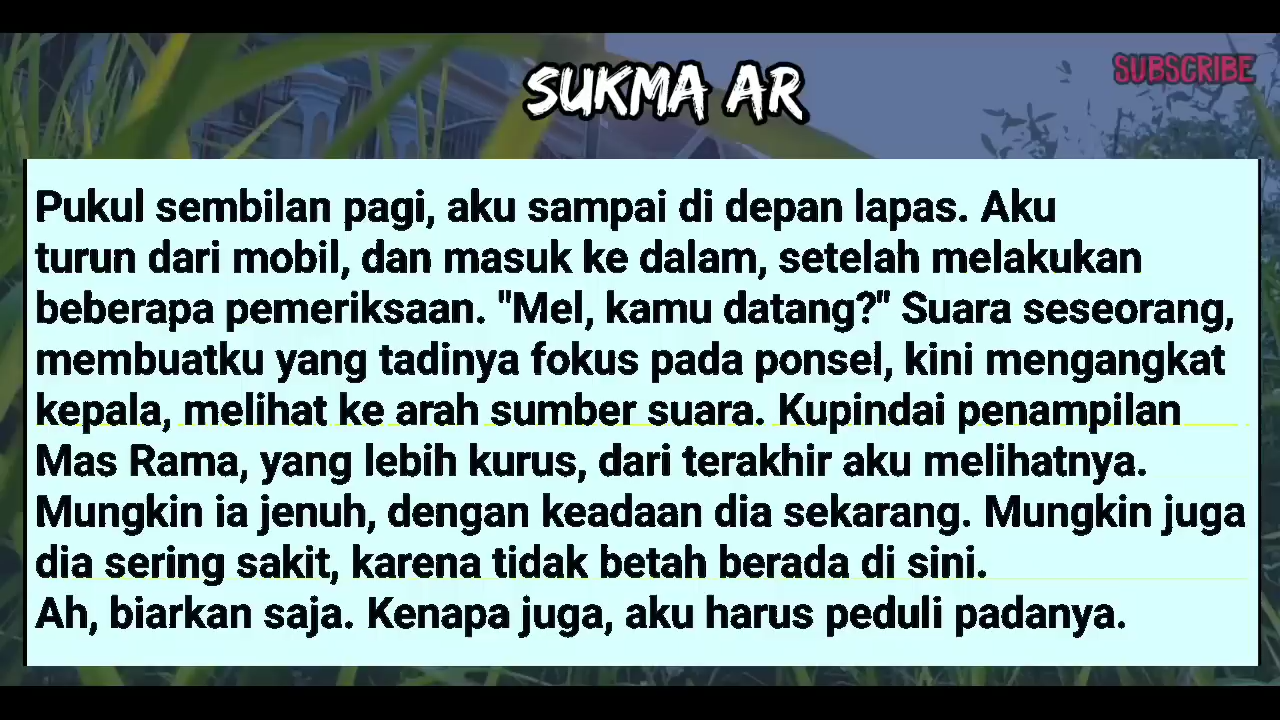 SUKMA AR
SUBSCRIBE
Pukul sembilan pagi, aku sampai di depan lapas. Aku
turun dari mobil, dan masuk ke dalam, setelah melakukan
beberapa pemeriksaan. "Mel, kamu datang?" Suara seseorang,
membuatku yang tadinya fokus pada ponsel, kini mengangkat
kepala, melihat ke arah sumber suara. Kupindai penampilan
Mas Rama, yang lebih kurus, dari terakhir aku melihatnya.
Mungkin ia jenuh, dengan keadaan dia sekarang. Mungkin juga
dia sering sakit, karena tidak betah berada di sini.
Ah, biarkan saja. Kenapa juga, aku harus peduli padanya.